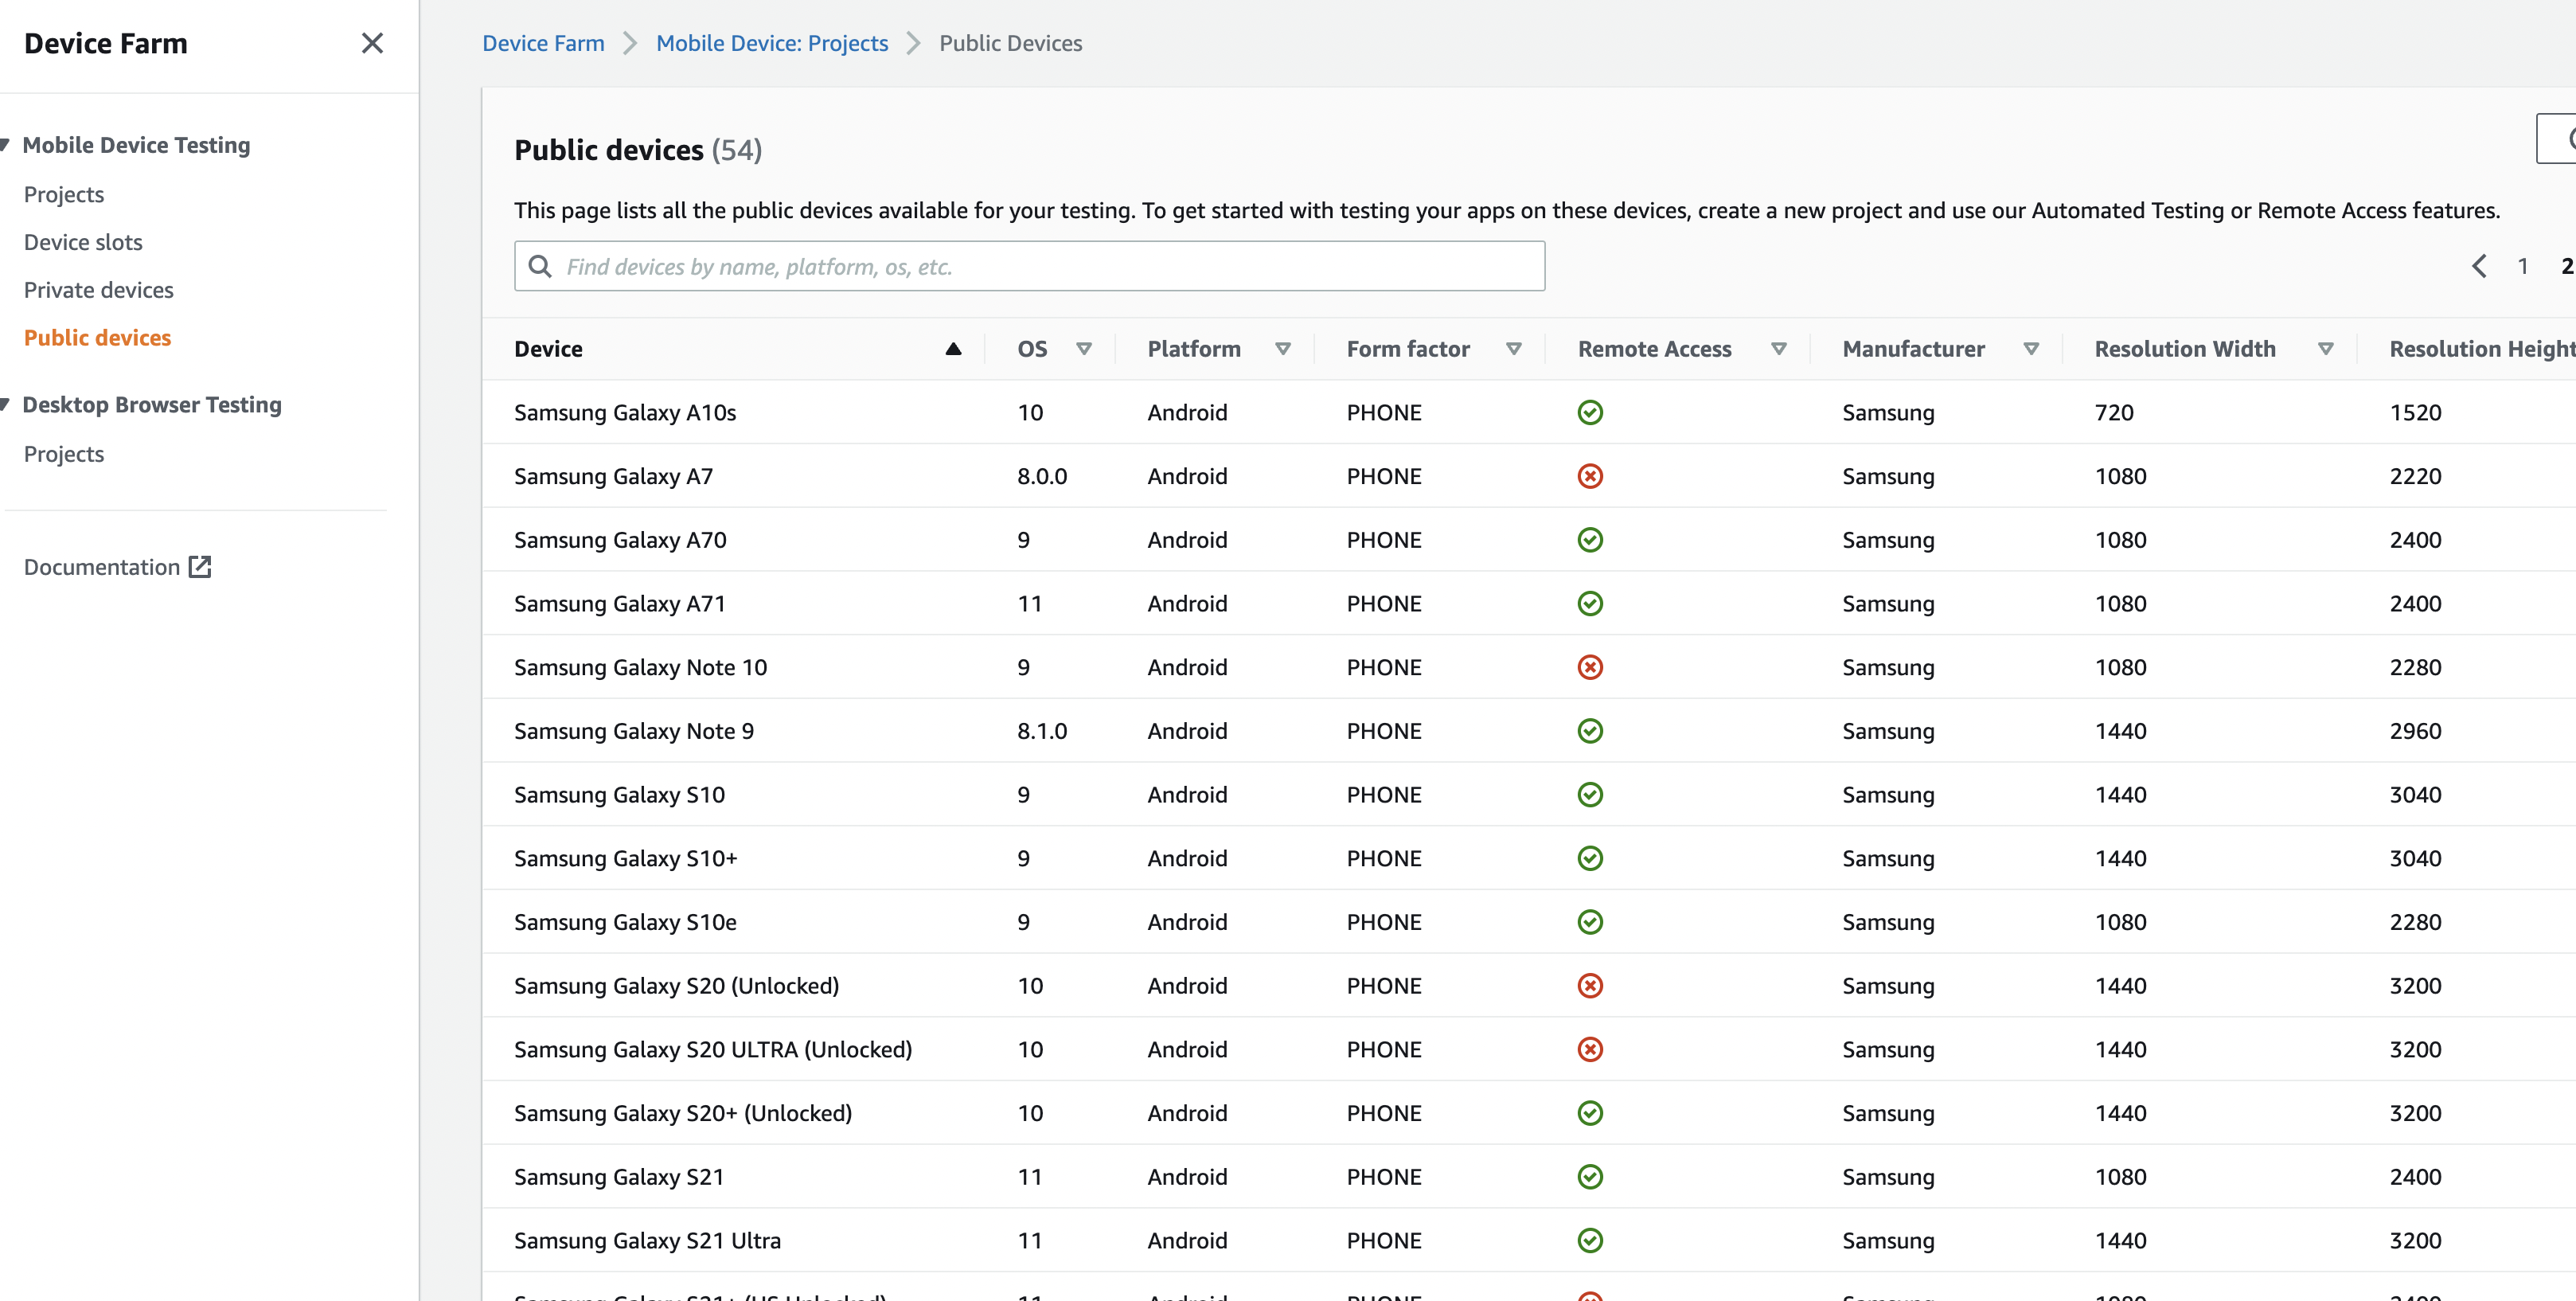 Device Farm
Mobile Device Testing
Projects
Device slots
Private devices
Public devices
Desktop Browser Testing
Projects
Documentation
Device Farm Mobile Device: Projects Public Devices
Public devices (54)
This page lists all the public devices available for your testing. To get started with testing your apps on these devices, create a new project and use our Automated Testing or Remote Access features.
Find devices by name, platform, os, etc.
1 2
Device OS Platform Form factor Remote Access Manufacturer Resolution Width Resolution Height
Samsung Galaxy A10s 10 Android PHONE Samsung 720 1520
Samsung Galaxy A7 8.0.0 Android PHONE Samsung 1080 2220
Samsung Galaxy A70 9 Android PHONE Samsung 1080 2400
Samsung Galaxy A71 11 Android PHONE Samsung 1080 2400
Samsung Galaxy Note 10 9 Android PHONE Samsung 1080 2280
Samsung Galaxy Note 9 8.1.0 Android PHONE Samsung 1440 2960
Samsung Galaxy S10 9 Android PHONE Samsung 1440 3040
Samsung Galaxy S10+ 9 Android PHONE Samsung 1440 3040
Samsung Galaxy S10e 9 Android PHONE Samsung 1080 2280
Samsung Galaxy S20 (Unlocked) 10 Android PHONE Samsung 1440 3200
Samsung Galaxy S20 ULTRA (Unlocked) 10 Android PHONE Samsung 1440 3200
Samsung Galaxy S20+ (Unlocked) 10 Android PHONE Samsung 1440 3200
Samsung Galaxy S21 11 Android PHONE Samsung 1080 2400
Samsung Galaxy S21 Ultra 11 Android PHONE Samsung 1440 3200
Samsung Galaxy S21+ (US Unlocked) 11 Android PHONE Samsung 1080 2400